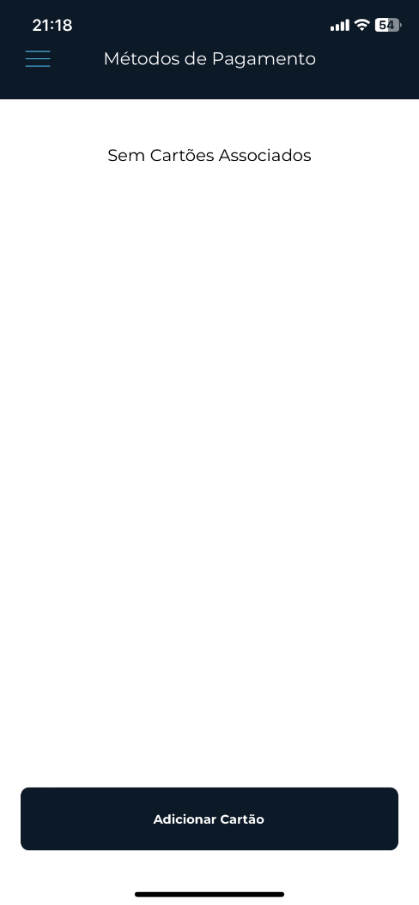 21:18
54
Métodos de Pagamento
Sem Cartões Associados
Adicionar Cartão